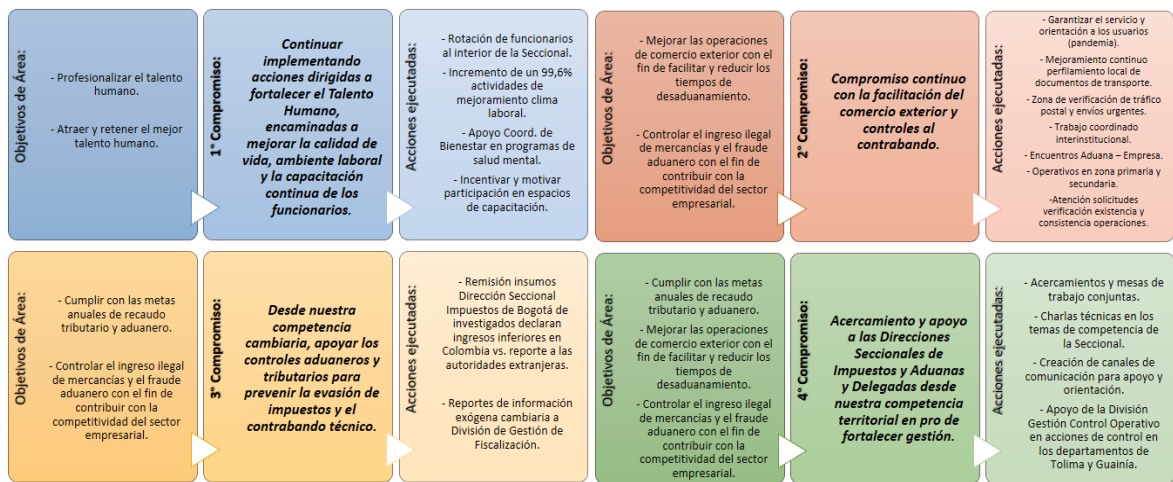 Objetivos de Área:
- Profesionalizar el talento
humano.
- Atraer y retener el mejor
talento humano.
1° Compromiso:
Continuar
implementando
acciones dirigidas a
fortalecer el Talento
Humano,
encaminadas a
mejorar la calidad de
vida, ambiente laboral
y la capacitación
continua de los
funcionarios.
Acciones ejecutadas:
- Rotación de funcionarios
al interior de la Seccional.
- Incremento de un 99,6%
actividades de
mejoramiento clima
laboral.
- Apoyo Coord. de
Bienestar en programas
de salud mental.
- Incentivar y motivar
participación en espacios
de capacitación.
Objetivos de Área:
- Mejorar las operaciones
de comercio exterior con el
fin de facilitar y reducir los
tiempos de
desaduanamiento.
- Controlar el ingreso ilegal
de mercancías y el fraude
aduanero con el fin de
contribuir con la
competitividad del sector
empresarial.
2° Compromiso:
Compromiso continuo
con la facilitación del
comercio exterior y
controles al
contrabando.
Acciones ejecutadas:
- Garantizar el servicio y
orientación a los usuarios
(pandemia).
- Mejoramiento continuo
perfilamiento local de
documentos de transporte.
- Zona de verificación de tráfico
postal y envíos urgentes.
- Trabajo coordinado
interinstitucional.
- Encuentros Aduana – Empresa.
- Operativos en zona primaria y
secundaria.
-Atención solicitudes
verificación existencia y
consistencia operaciones.
Objetivos de Área:
- Cumplir con las metas
anuales de recaudo
tributario y aduanero.
- Controlar el ingreso ilegal
de mercancías y el fraude
aduanero con el fin de
contribuir con la
competitividad del sector
empresarial.
3° Compromiso:
Desde nuestra
competencia
cambiaria, apoyar los
controles aduaneros y
tributarios para
prevenir la evasión de
impuestos y el
contrabando técnico.
Acciones ejecutadas:
- Remisión insumos
Dirección Seccional
Impuestos de Bogotá de
investigados declaran
ingresos inferiores en
Colombia vs. reporte a las
autoridades extranjeras.
- Reportes de información
exógena cambiaria a
División de Gestión de
Fiscalización.
Objetivos de Área:
- Cumplir con las metas
anuales de recaudo
tributario y aduanero.
- Mejorar las operaciones
de comercio exterior con el
fin de facilitar y reducir los
tiempos de
desaduanamiento.
- Controlar el ingreso ilegal
de mercancías y el fraude
aduanero con el fin de
contribuir con la
competitividad del sector
empresarial.
4° Compromiso:
Acercamiento y apoyo
a las Direcciones
Seccionales de
Impuestos y Aduanas
y Delegadas desde
nuestra competencia
territorial en pro de
fortalecer gestión.
Acciones ejecutadas:
- Acercamientos y mesas de
trabajo conjuntas.
- Charlas técnicas en los
temas de competencia de
la Seccional.
- Creación de canales de
comunicación para apoyo y
orientación.
- Apoyo de la División
Gestión Control Operativo
en acciones de control en
los departamentos de
Tolima y Guainía.